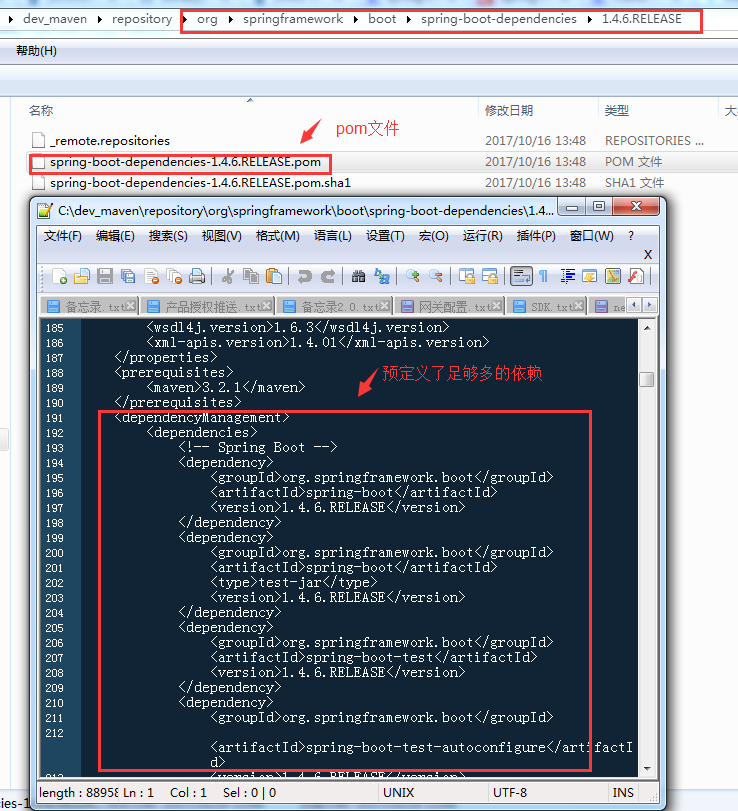 dev_maven repository org springframework boot spring-boot-dependencies 1.4.6.RELEASE
帮助(H)
名称 修改日期 类型
pom文件
_remote.repositories 2017/10/16 13:48 REPOSITORIES ...
spring-boot-dependencies-1.4.6.RELEASE.pom 2017/10/16 13:48 POM 文件
spring-boot-dependencies-1.4.6.RELEASE.pom.sha1 2017/10/16 13:48 SHA1 文件
C:\dev_maven\repository\org\springframework\boot\spring-boot-dependencies\1.4...
文件(F) 编辑(E) 搜索(S) 视图(V) 格式(M) 语言(L) 设置(T) 宏(O) 运行(R) 插件(P) 窗口(W) ?
X
备忘录.txt 产品授权推送.txt 备忘录2.0.txt 网关配置.txt SDK.txt ne
185 <wsdl4j.version>1.6.3</wsdl4j.version>
186 <xml-apis.version>1.4.01</xml-apis.version>
187 </properties>
188 <prerequisites>
189 <maven>3.2.1</maven>
预定义了足够多的依赖
190 </prerequisites>
191 <dependencyManagement>
192 <dependencies>
193 <!-- Spring Boot -->
194 <dependency>
195 <groupId>org.springframework.boot</groupId>
196 <artifactId>spring-boot</artifactId>
197 <version>1.4.6.RELEASE</version>
198 </dependency>
199 <dependency>
200 <groupId>org.springframework.boot</groupId>
201 <artifactId>spring-boot</artifactId>
202 <type>test-jar</type>
203 <version>1.4.6.RELEASE</version>
204 </dependency>
205 <dependency>
206 <groupId>org.springframework.boot</groupId>
207 <artifactId>spring-boot-test</artifactId>
208 <version>1.4.6.RELEASE</version>
209 </dependency>
210 <dependency>
211 <groupId>org.springframework.boot</groupId>
212
<artifactId>spring-boot-test-autoconfigure</artifactI
d>
213 <version>1.4.6.RELEASE</version>
length : 88958 Ln : 1 Col : 1 Sel : 0 | 0 UNIX UTF-8 INS